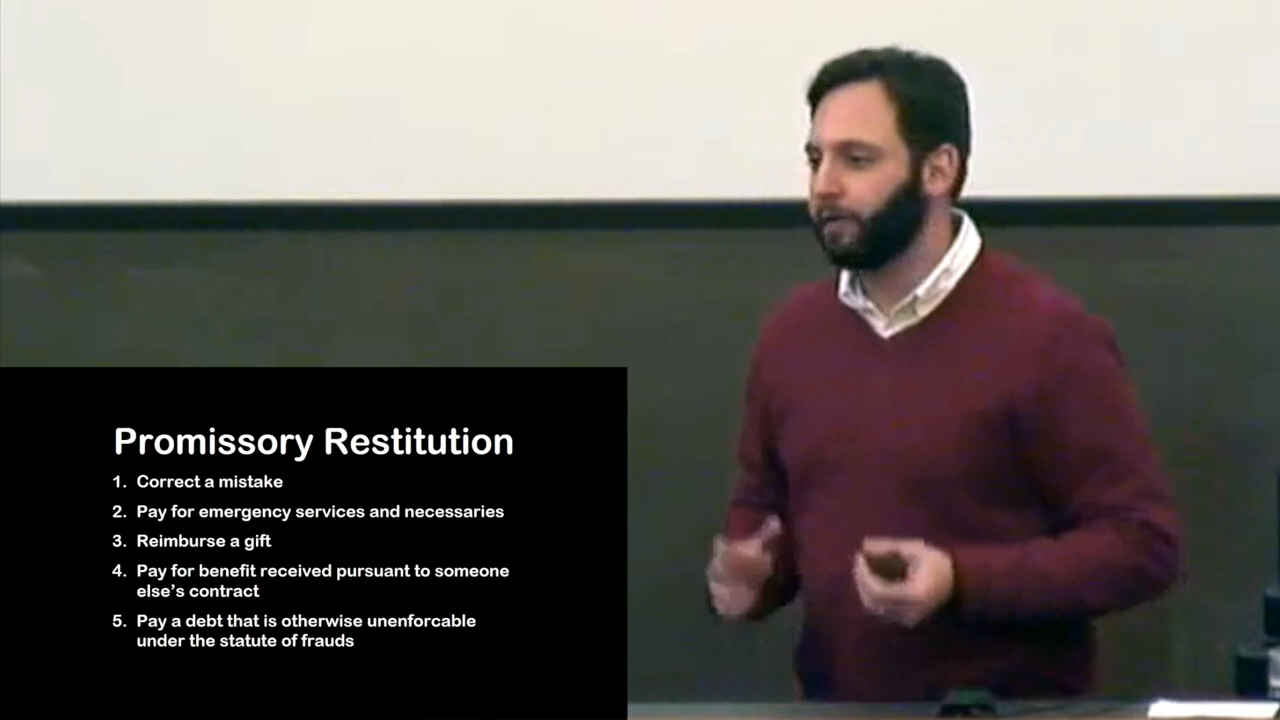 Promissory Restitution
1. Correct a mistake
2. Pay for emergency services and necessaries
3. Reimburse a gift
4. Pay for benefit received pursuant to someone
else's contract
5. Pay a debt that is otherwise unenforcable
under the statute of frauds